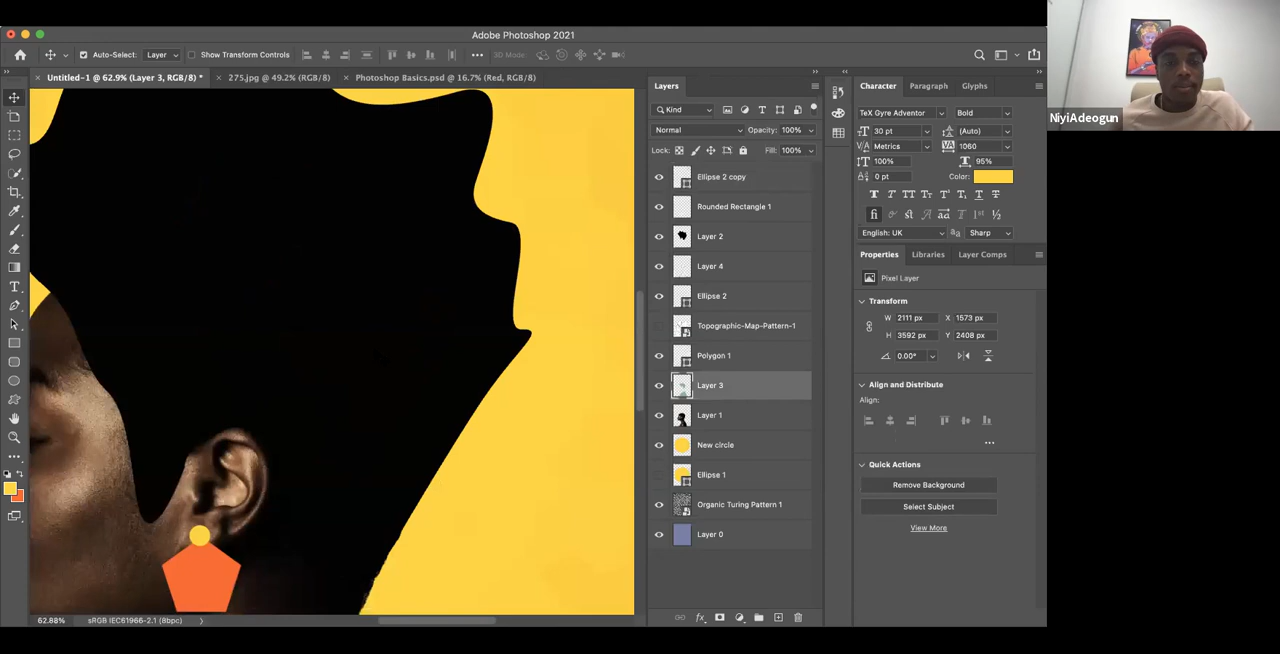 Adobe Photoshop 2021
Auto-Select: Layer Show Transform Controls 3D Mode:
Untitled-1 @ 62.9% (Layer 3, RGB/8) * 275.jpg @ 49.2% (RGB/8) Photoshop Basics.psd @ 16.7% (Red, RGB/8)
Layers
Kind
Normal Opacity: 100%
Lock: Fill: 100%
Ellipse 2 copy
Rounded Rectangle 1
Layer 2
Layer 4
Ellipse 2
Topographic-Map-Pattern-1
Polygon 1
Layer 3
Layer 1
New circle
Ellipse 1
Organic Turing Pattern 1
Layer 0
Character Paragraph Glyphs
TeX Gyre Adventor Bold
30 pt (Auto)
Metrics 1060
100% 95%
0 pt Color:
English: UK Sharp
Properties Libraries Layer Comps
Pixel Layer
Transform
W 2111 px X 1573 px
H 3592 px Y 2408 px
0.00°
Align and Distribute
Align:
Quick Actions
Remove Background
Select Subject
View More
62.88% sRGB IEC61966-2.1 (8bpc)
NiyiAdeogun